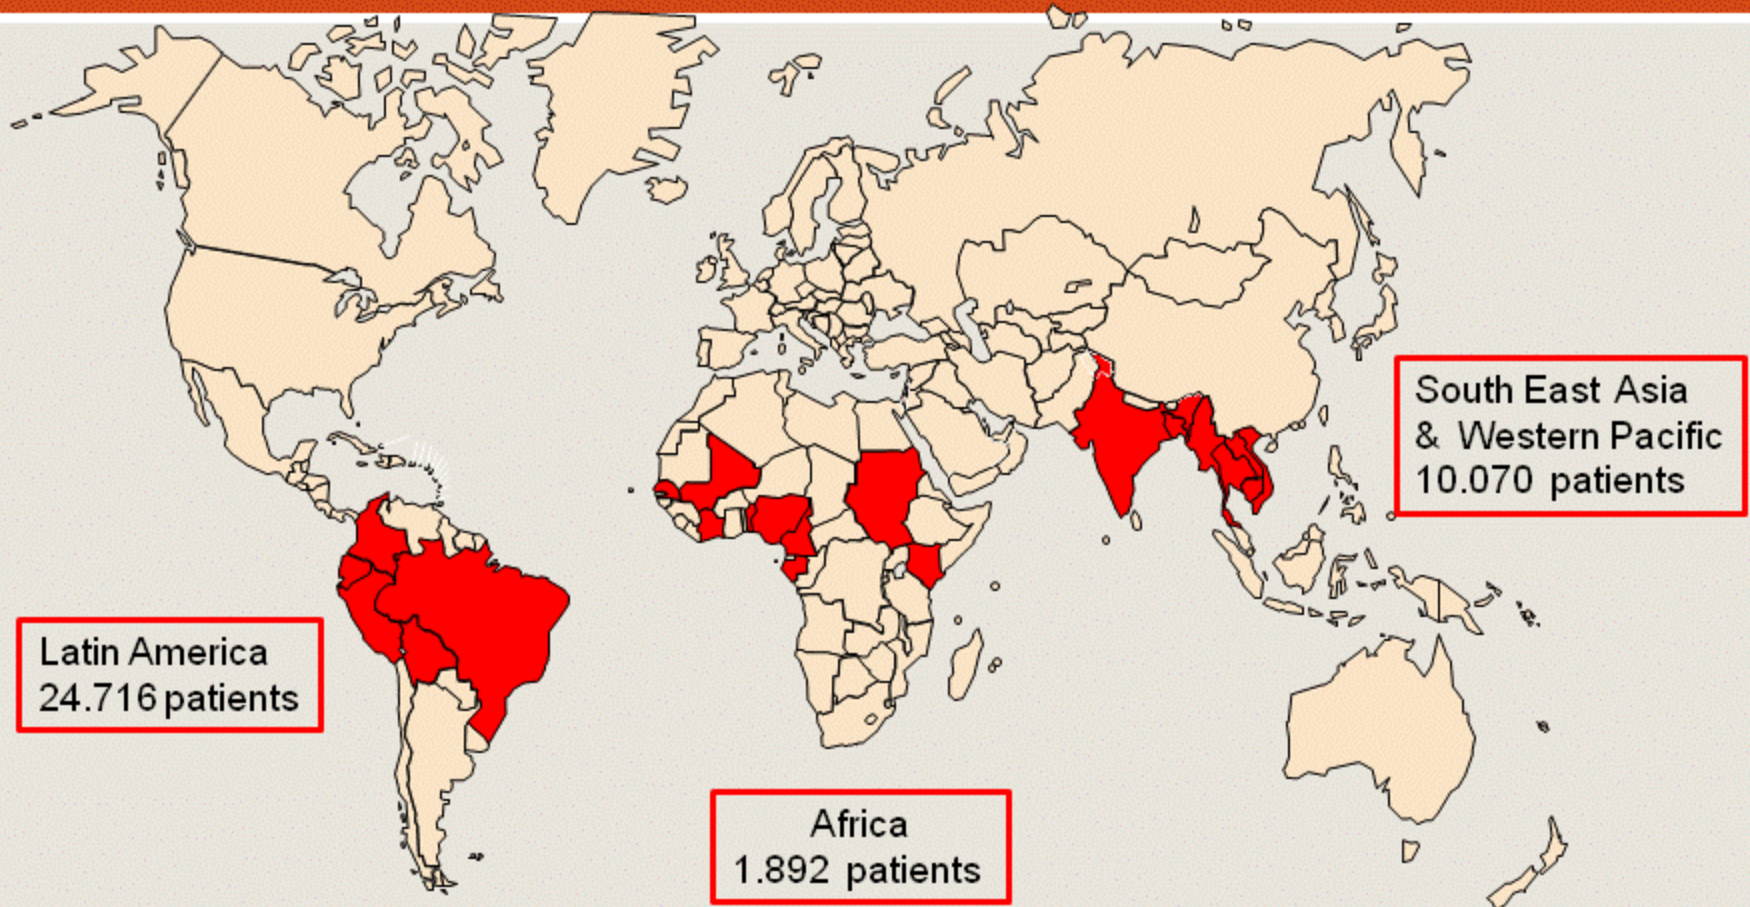 South East Asia
& Western Pacific
10.070 patients
Latin America
24.716 patients
Africa
1.892 patients